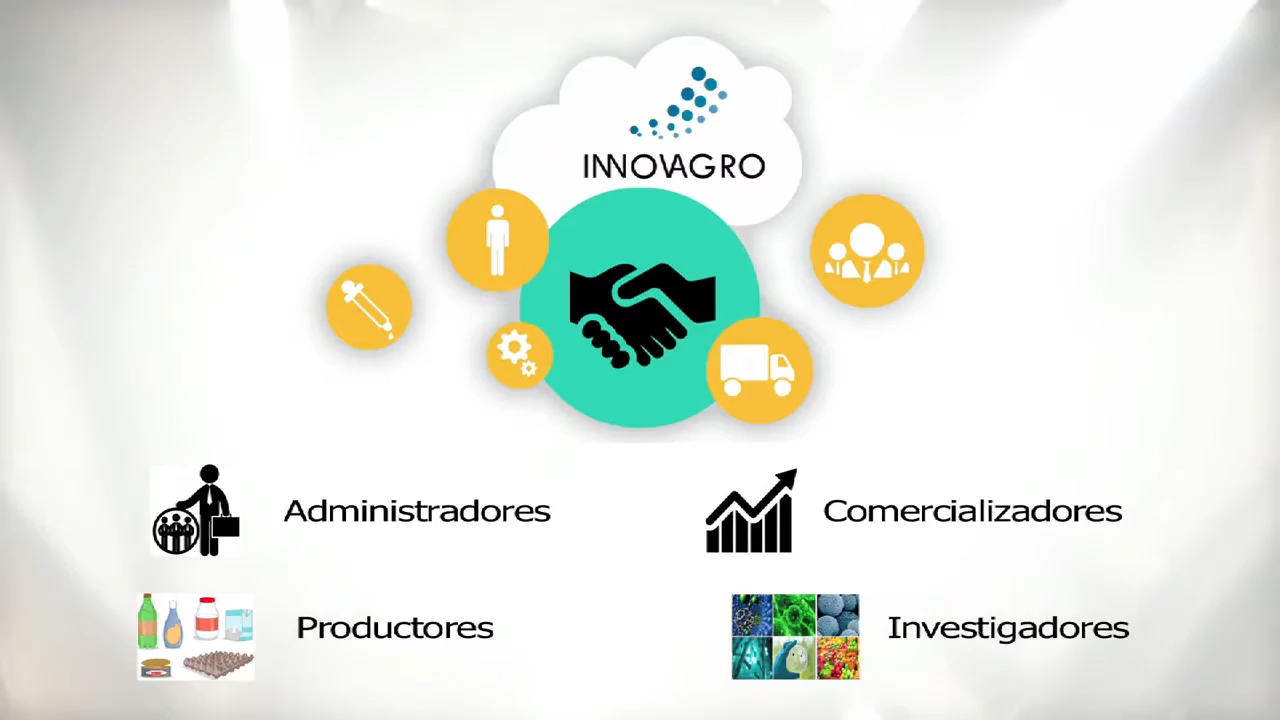 INNOVAGRO
Administradores
Comercializadores
Productores
Investigadores